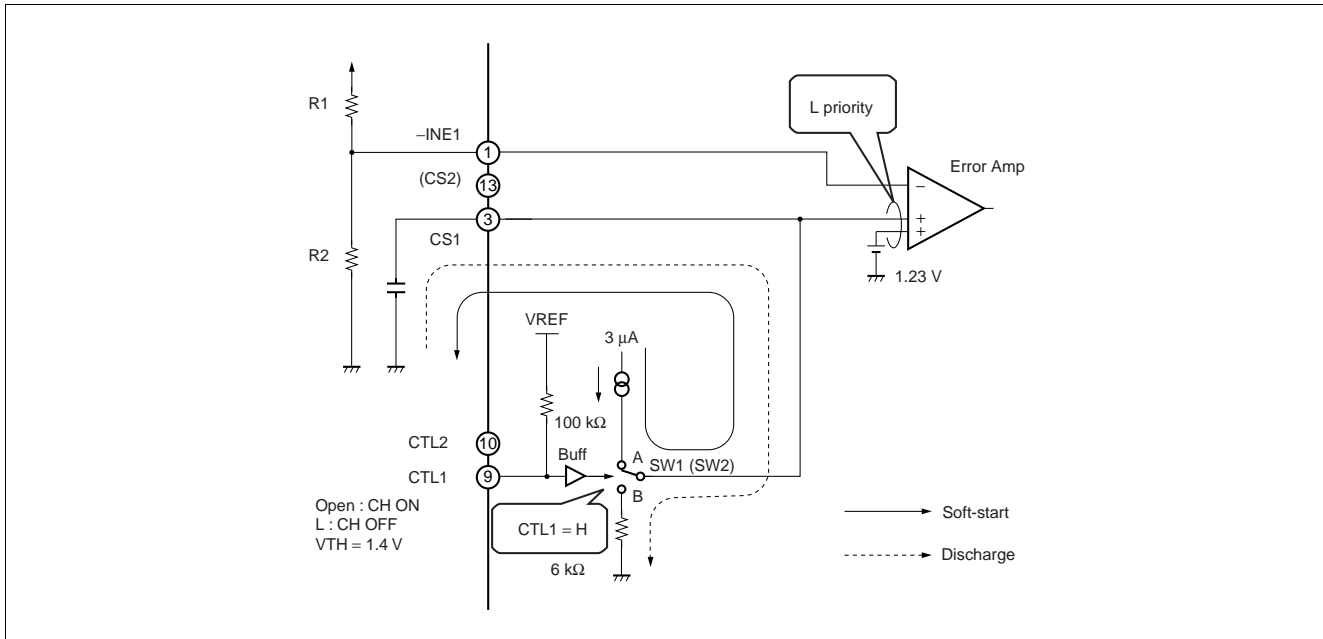 L priority
R1
–INE1
1
Error Amp
(CS2)
13
–
3
+
+
CS1
R2
1.23 V
VREF
3 μA
100 kΩ
CTL2
10
Buff
A
SW1 (SW2)
CTL1
9
B
Open : CH ON
L : CH OFF
VTH = 1.4 V
CTL1 = H
6 kΩ
Soft-start
Discharge